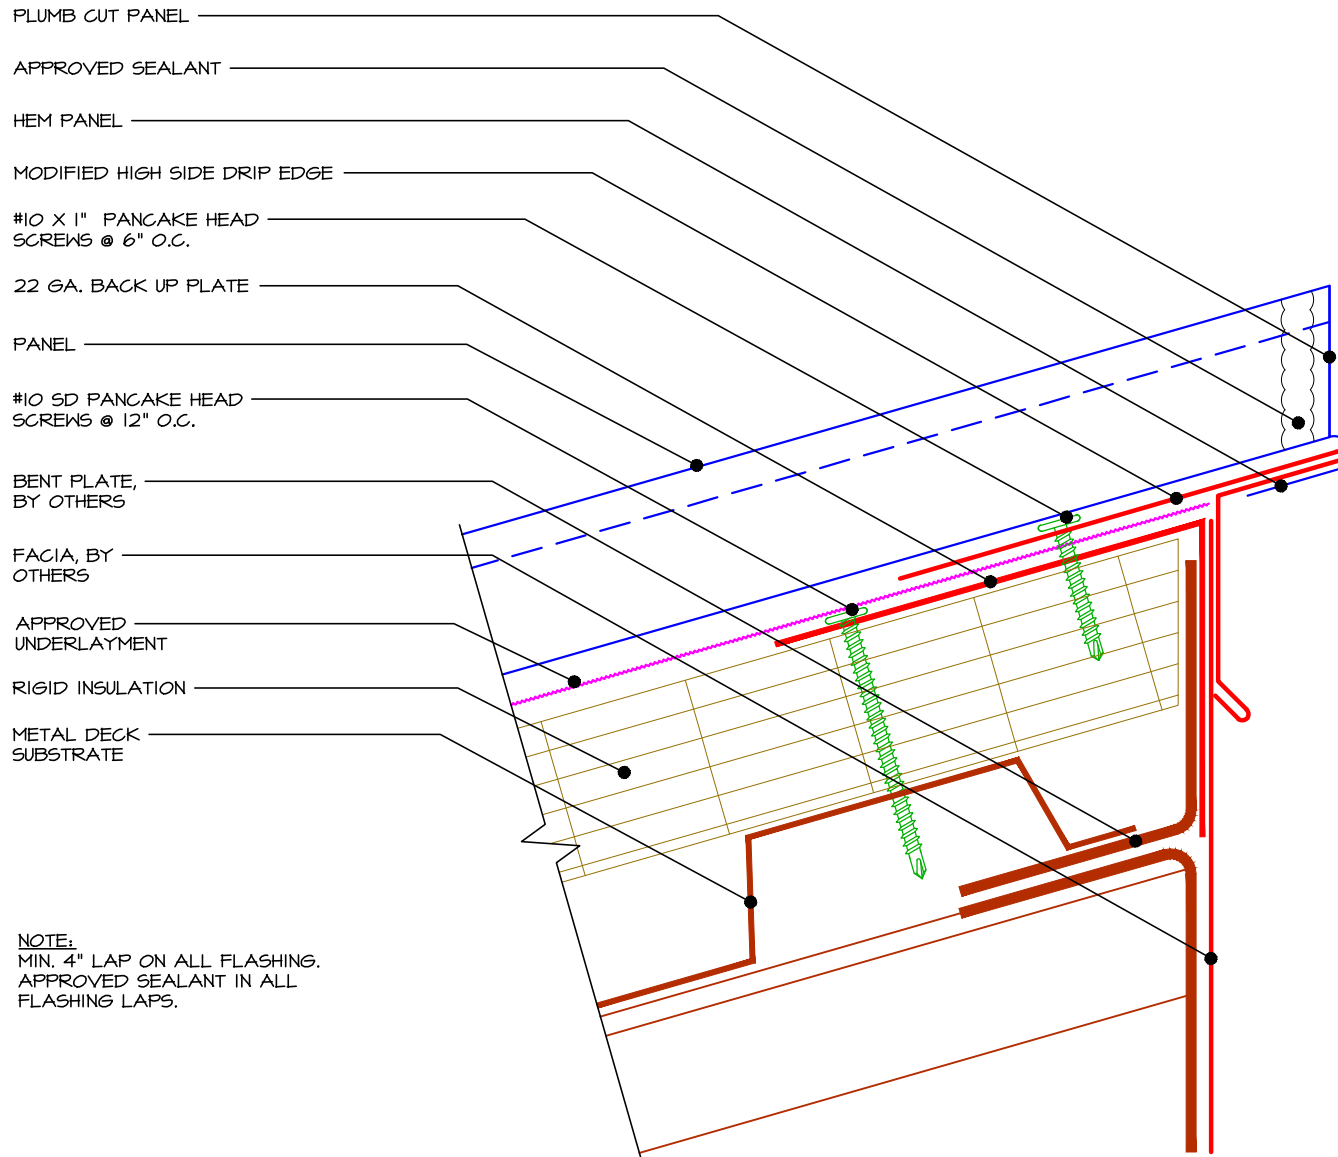 PLUMB CUT PANEL
APPROVED SEALANT
HEM PANEL
MODIFIED HIGH SIDE DRIP EDGE
#10 X 1" PANCAKE HEAD
SCREWS @ 6" O.C.
22 GA. BACK UP PLATE
PANEL
#10 SD PANCAKE HEAD
SCREWS @ 12" O.C.
BENT PLATE,
BY OTHERS
FACIA, BY
OTHERS
APPROVED
UNDERLAYMENT
RIGID INSULATION
METAL DECK
SUBSTRATE
NOTE:
MIN. 4" LAP ON ALL FLASHING.
APPROVED SEALANT IN ALL
FLASHING LAPS.